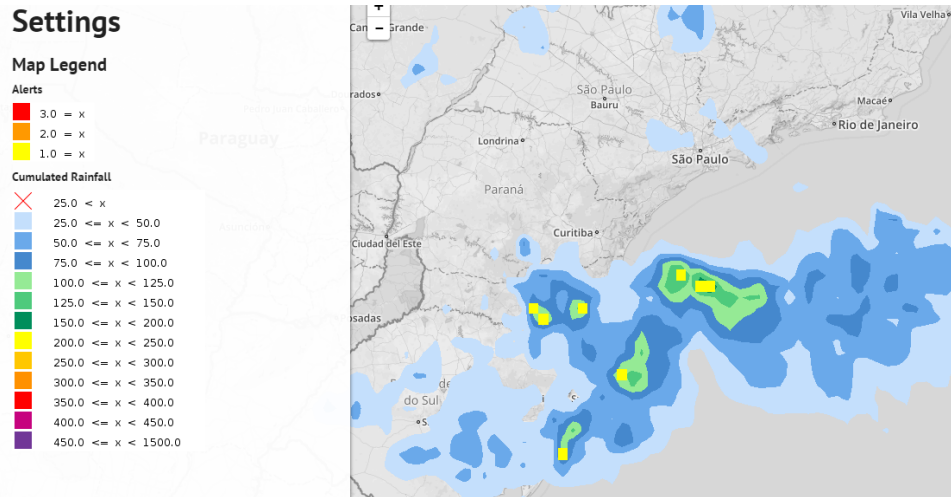 Settings
Map Legend
Alerts
3.0 = x
2.0 = x
1.0 = x
Cumulated Rainfall
25.0 < x
25.0 <= x < 50.0
50.0 <= x < 75.0
75.0 <= x < 100.0
100.0 <= x < 125.0
125.0 <= x < 150.0
150.0 <= x < 200.0
200.0 <= x < 250.0
250.0 <= x < 300.0
300.0 <= x < 350.0
350.0 <= x < 400.0
400.0 <= x < 450.0
450.0 <= x < 1500.0
Paraguay
+
−
Grande
Vila Velha
São Paulo
Bauru
Macaé
Rio de Janeiro
Londrina
São Paulo
Paraná
Curitiba
Ciudad del Este
do Sul
S.